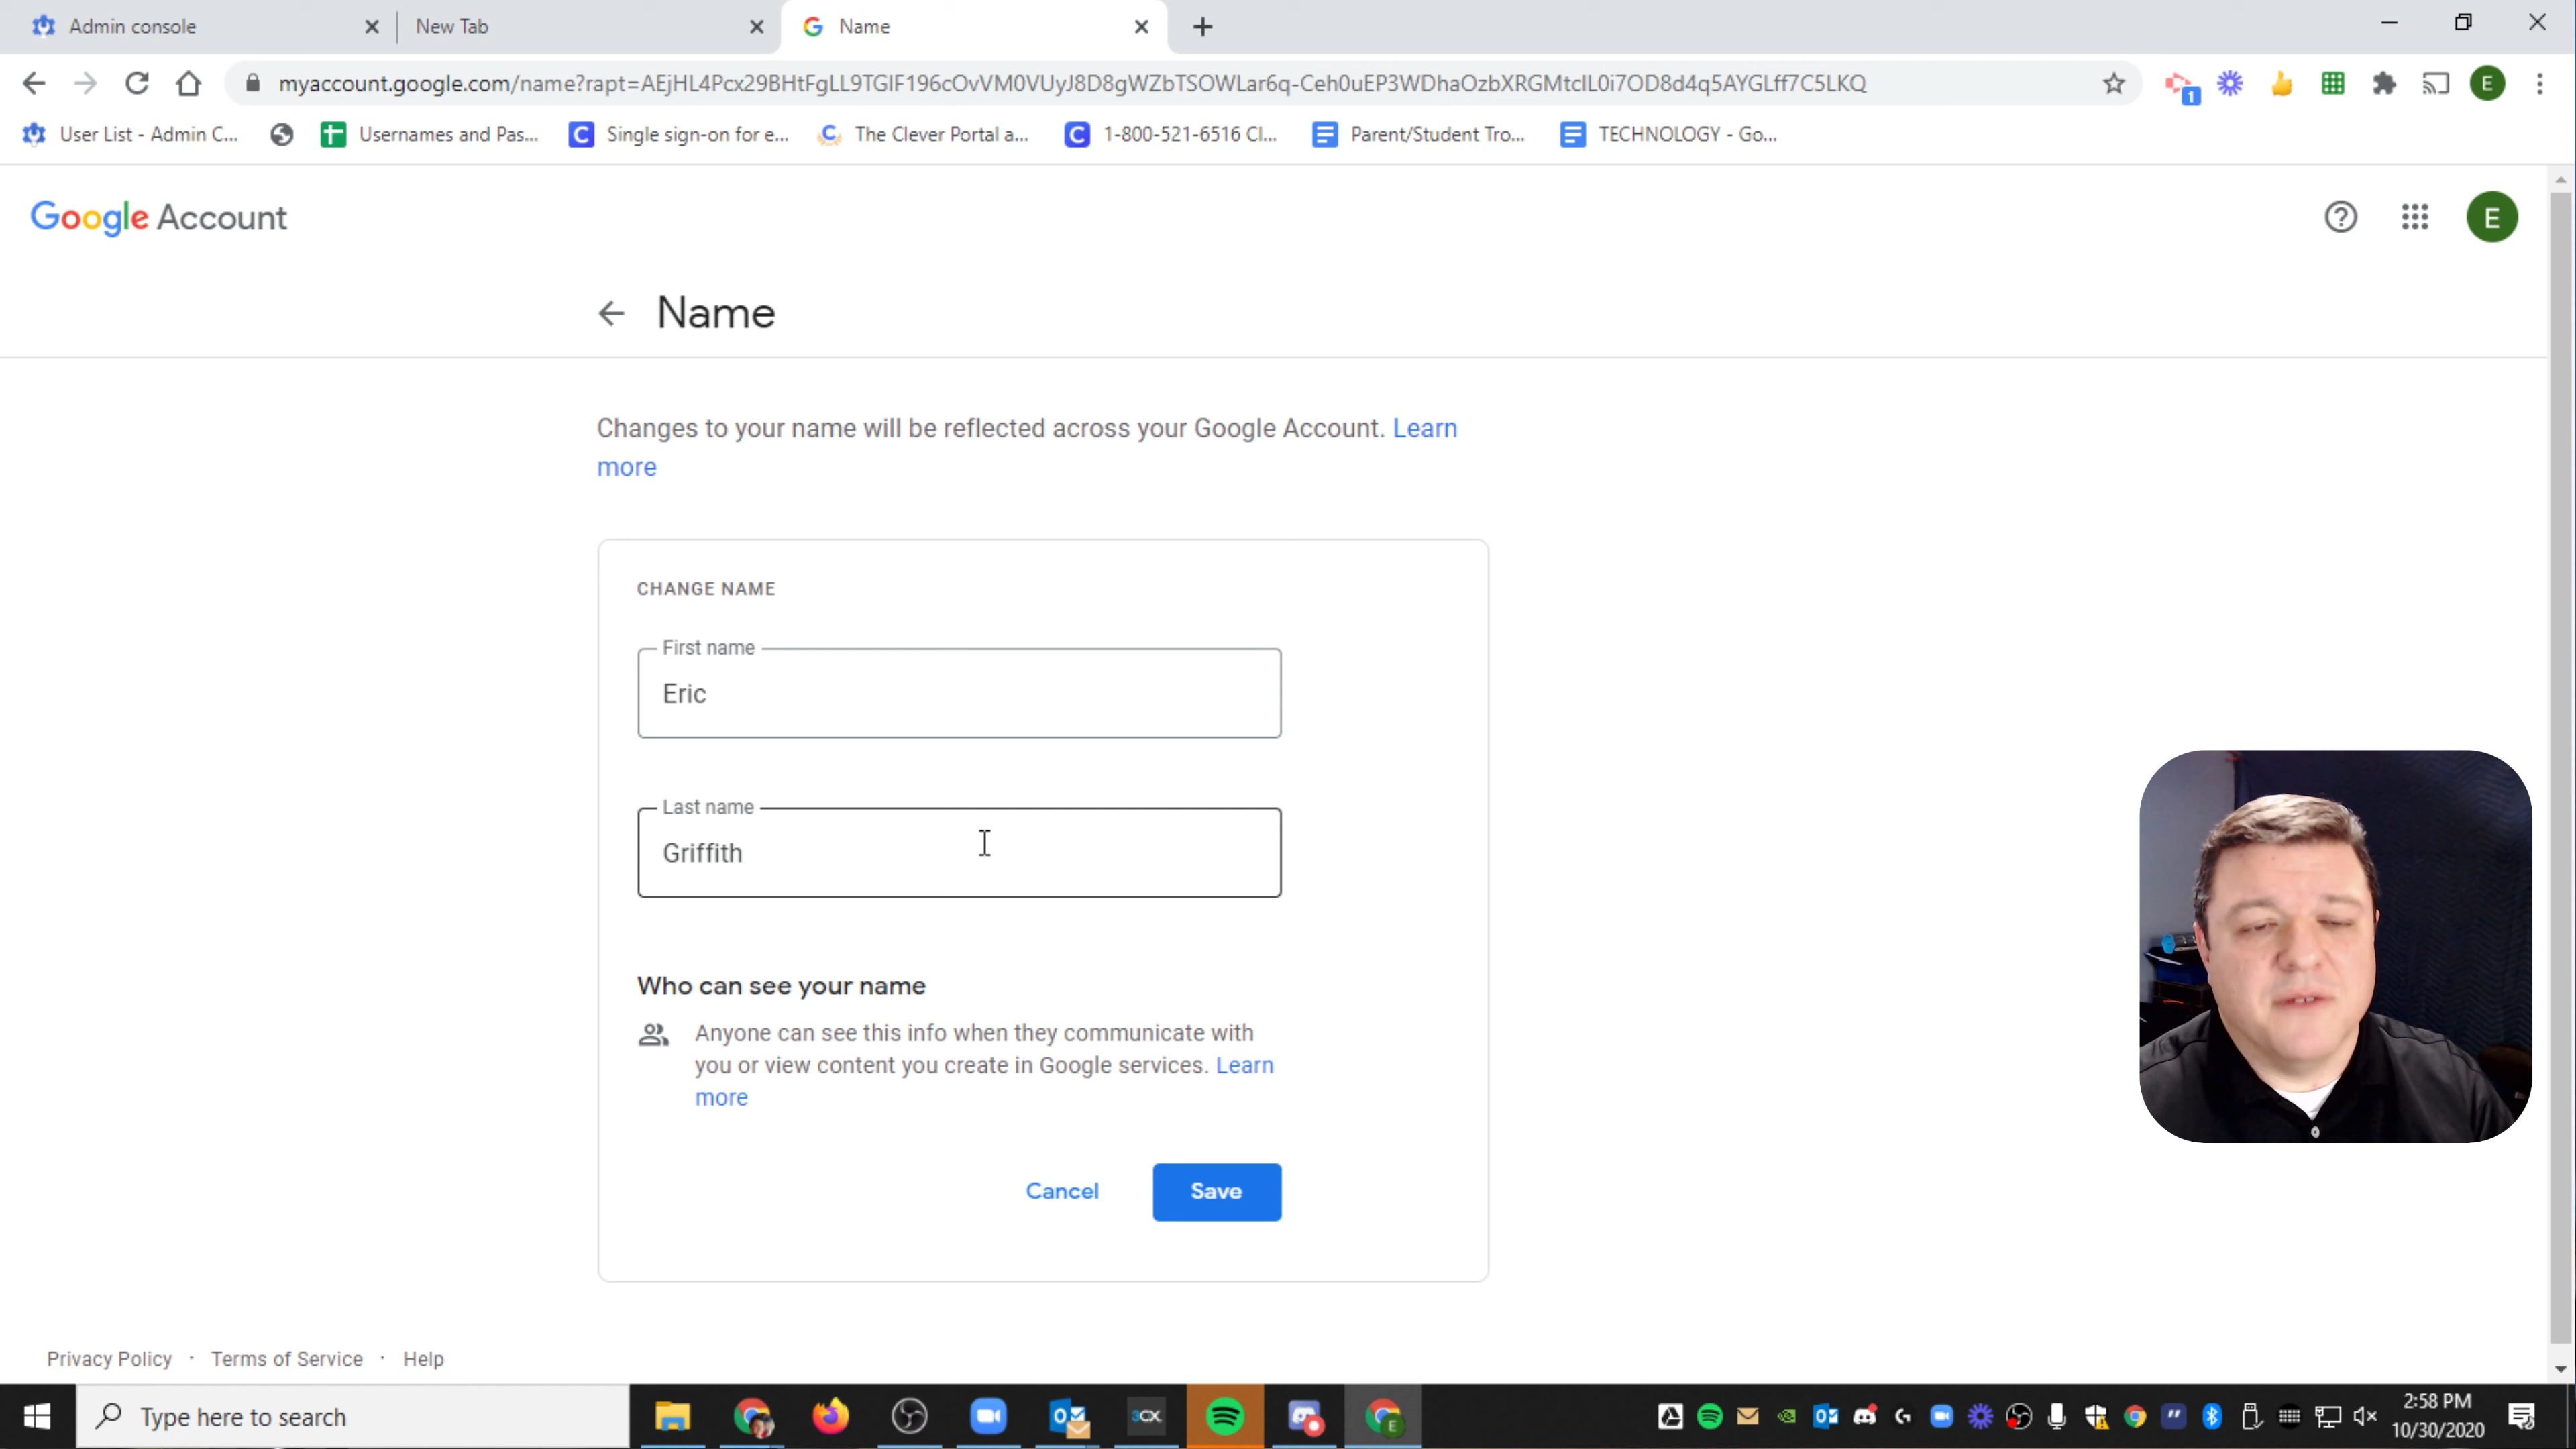 Admin console
New Tab
Name
myaccount.google.com/name?rapt=AEjHL4Pcx29BHtFgLL9TGIF196cOvVM0VUyJ8D8gWZbTSOWLar6q-Ceh0uEP3WDhaOzbXRGMtclL0i7OD8d4q5AYGLff7C5LKQ
1
E
User List - Admin C...
Usernames and Pas...
Single sign-on for e...
The Clever Portal a...
1-800-521-6516 Cl...
Parent/Student Tro...
TECHNOLOGY - Go...
Google Account
E
Name
Changes to your name will be reflected across your Google Account. Learn
more
CHANGE NAME
First name
Eric
Last name
Griffith
Who can see your name
Anyone can see this info when they communicate with
you or view content you create in Google services. Learn
more
Cancel
Save
Privacy Policy · Terms of Service · Help
Type here to search
3CX
E
2:58 PM
10/30/2020